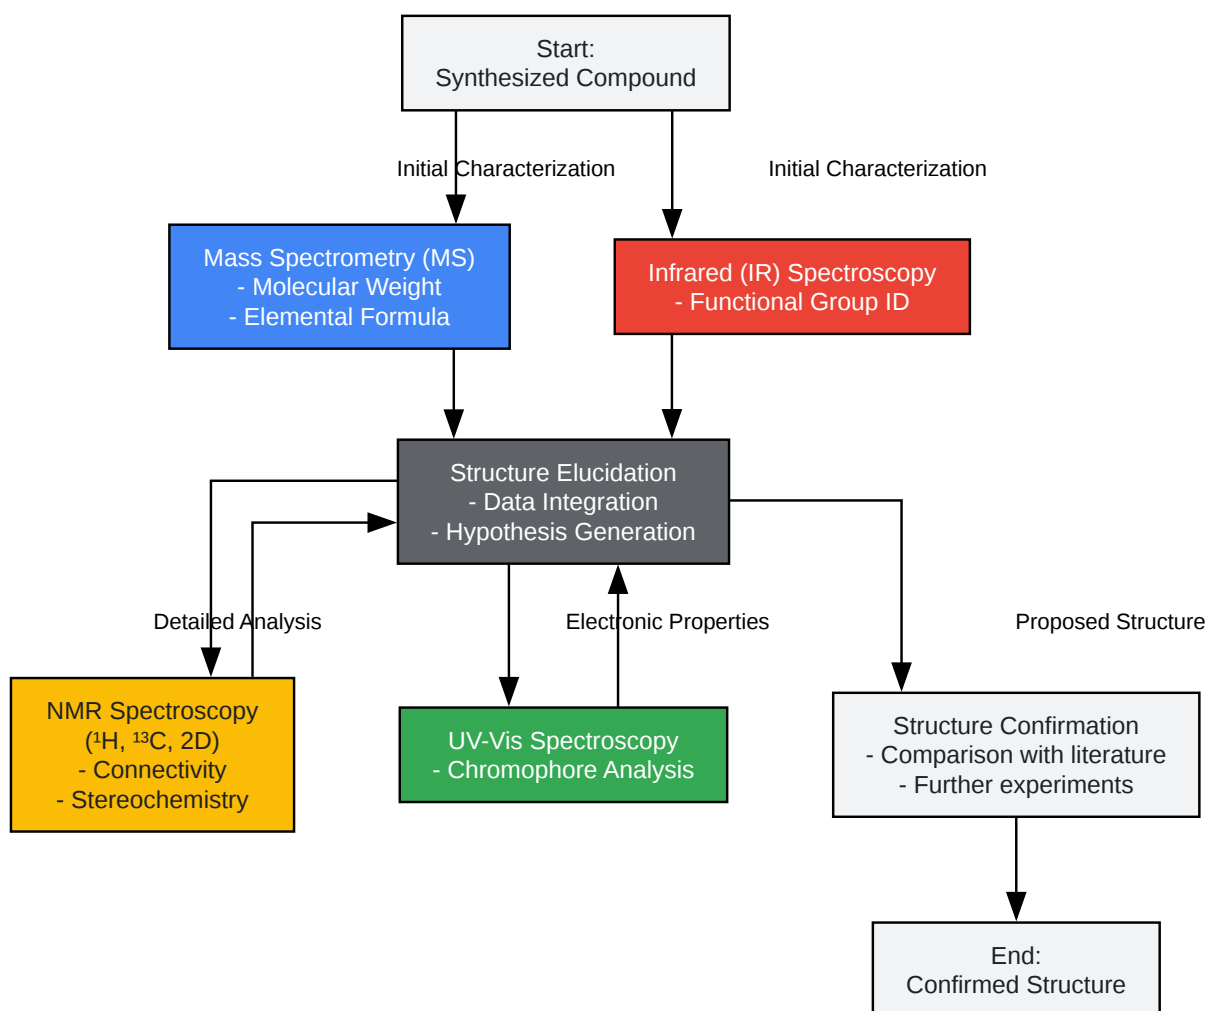 Start:
Synthesized Compound
Initial Characterization
Initial Characterization
Mass Spectrometry (MS)
- Molecular Weight
- Elemental Formula
Infrared (IR) Spectroscopy
- Functional Group ID
Structure Elucidation
- Data Integration
- Hypothesis Generation
Detailed Analysis
Electronic Properties
Proposed Structure
NMR Spectroscopy
(¹H, ¹³C, 2D)
- Connectivity
- Stereochemistry
UV-Vis Spectroscopy
- Chromophore Analysis
Structure Confirmation
- Comparison with literature
- Further experiments
End:
Confirmed Structure